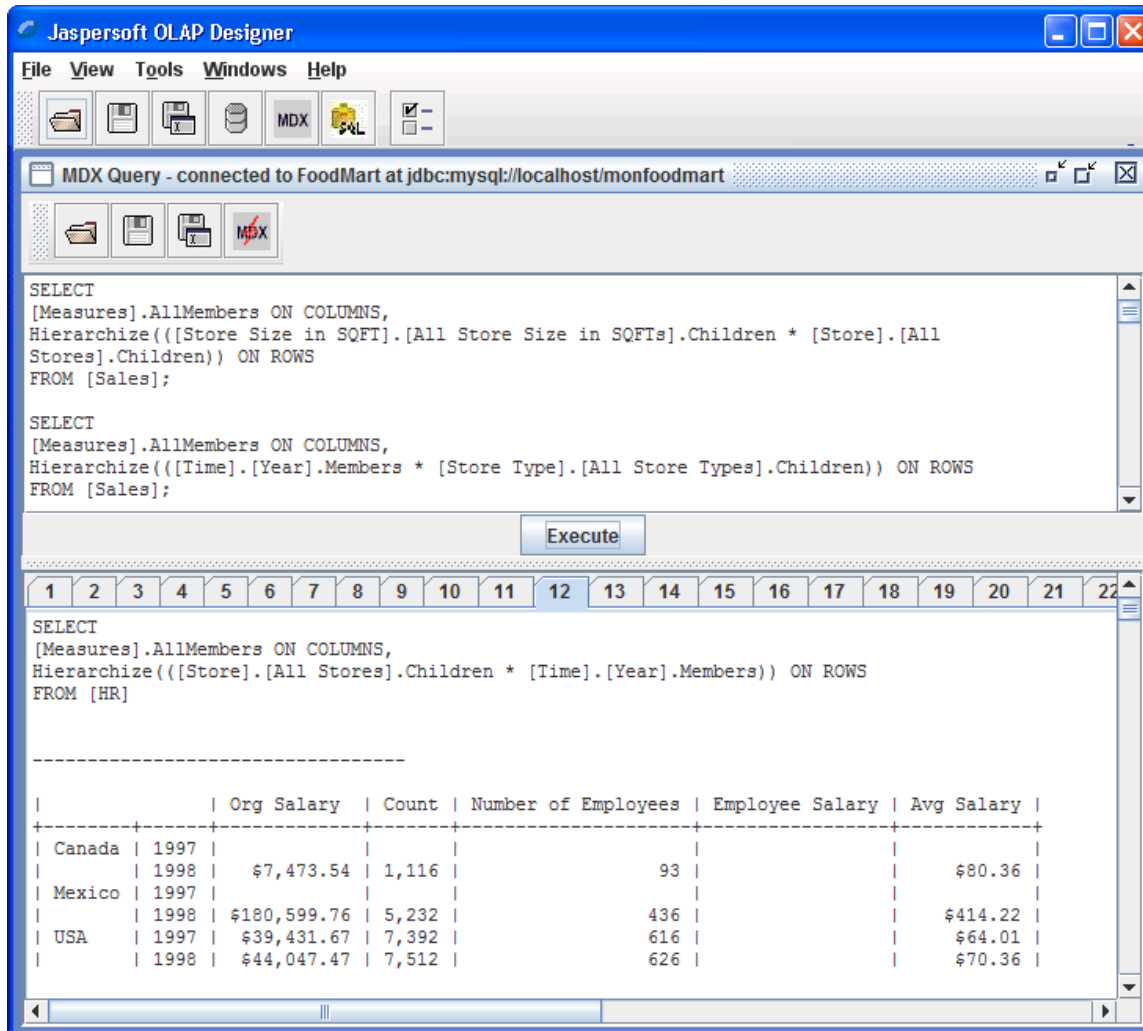 Jaspersoft OLAP Designer
File View Tools Windows Help
MDX SQL
MDX Query - connected to FoodMart at jdbc:mysql://localhost/monfoodmart
MDX
SELECT
[Measures].AllMembers ON COLUMNS,
Hierarchize(([Store Size in SQFT].[All Store Size in SQFTs].Children * [Store].[All
Stores].Children)) ON ROWS
FROM [Sales];
SELECT
[Measures].AllMembers ON COLUMNS,
Hierarchize(([Time].[Year].Members * [Store Type].[All Store Types].Children)) ON ROWS
FROM [Sales];
Execute
1 2 3 4 5 6 7 8 9 10 11 12 13 14 15 16 17 18 19 20 21 22
SELECT
[Measures].AllMembers ON COLUMNS,
Hierarchize(([Store].[All Stores].Children * [Time].[Year].Members)) ON ROWS
FROM [HR]
----------------------------------
|               | Org Salary  | Count | Number of Employees | Employee Salary | Avg Salary |
+--------+------+-------------+-------+---------------------+-----------------+------------+
| Canada | 1997 |             |       |                     |                 |            |
|        | 1998 |   $7,473.54 | 1,116 |                  93 |                 |     $80.36 |
| Mexico | 1997 |             |       |                     |                 |            |
|        | 1998 | $180,599.76 | 5,232 |                 436 |                 |    $414.22 |
| USA    | 1997 |  $39,431.67 | 7,392 |                 616 |                 |     $64.01 |
|        | 1998 |  $44,047.47 | 7,512 |                 626 |                 |     $70.36 |